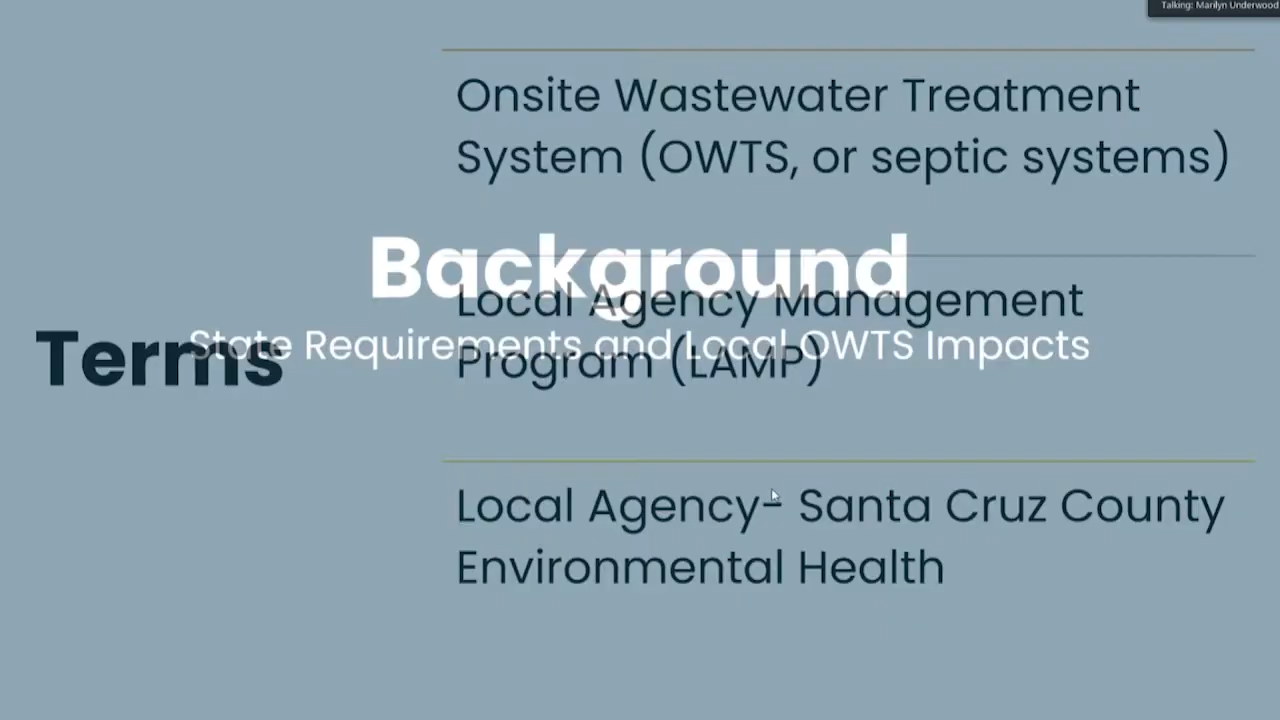 Talking: Marilyn Underwood
Onsite Wastewater Treatment
System (OWTS, or septic systems)
Background
Local Agency Management
State Requirements and Local OWTS Impacts
Terms
Program (LAMP)
Local Agency- Santa Cruz County
Environmental Health